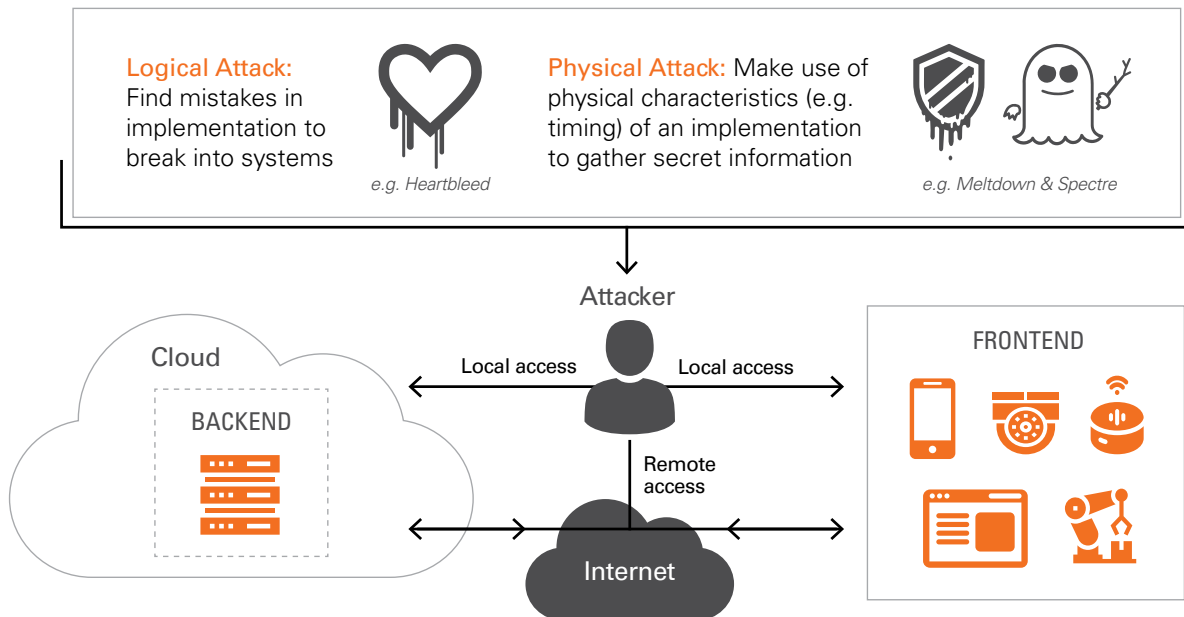 Logical Attack:
Find mistakes in
implementation to
break into systems
e.g. Heartbleed
Physical Attack: Make use of
physical characteristics (e.g.
timing) of an implementation
to gather secret information
e.g. Meltdown & Spectre
Attacker
Cloud
BACKEND
Local access
Local access
FRONTEND
Remote
access
Internet